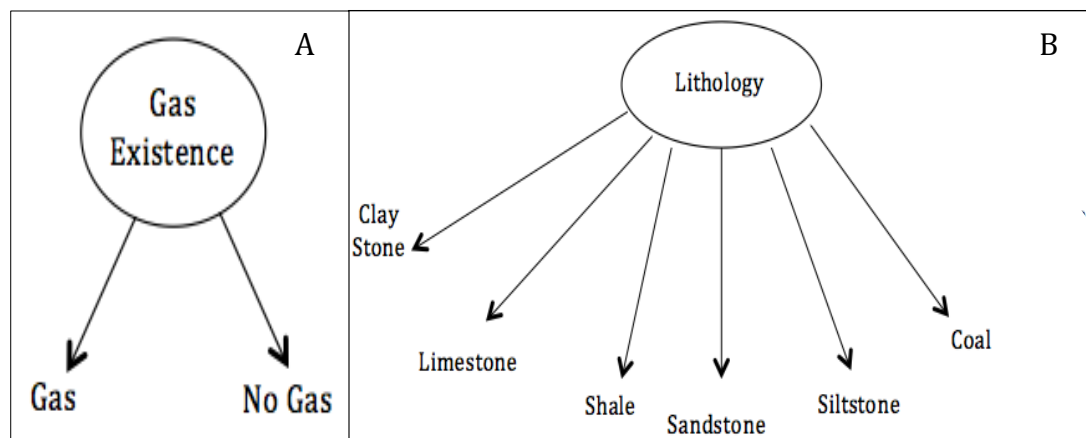 A
Gas
Existence
Gas
No Gas
B
Lithology
Clay
Stone
Limestone
Shale
Sandstone
Siltstone
Coal